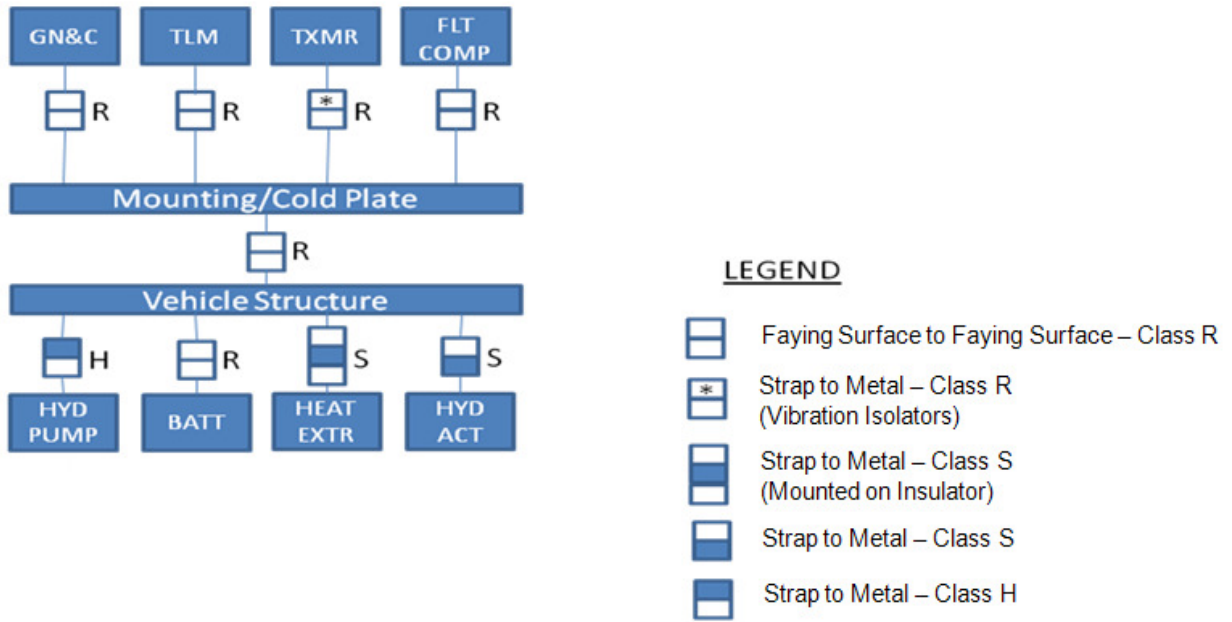 GN&C
TLM
TXMR
FLT
COMP
R
R
*
R
R
Mounting/Cold Plate
R
Vehicle Structure
H
R
S
S
HYD
PUMP
BATT
HEAT
EXTR
HYD
ACT
LEGEND
Faying Surface to Faying Surface – Class R
*
Strap to Metal – Class R
(Vibration Isolators)
Strap to Metal – Class S
(Mounted on Insulator)
Strap to Metal – Class S
Strap to Metal – Class H